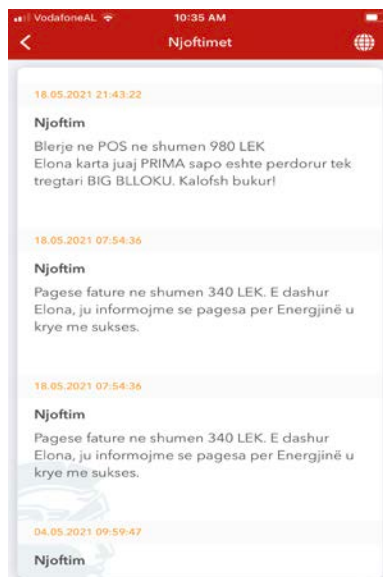 VodafoneAL 10:35 AM
Njoftimet
18.05.2021 21:43:22
Njoftim
Blerje ne POS ne shumen 980 LEK
Elona karta juaj PRIMA sapo eshte perdorur tek
tregtari BIG BLLOKU. Kalofsh bukur!
18.05.2021 07:54:36
Njoftim
Pagese fature ne shumen 340 LEK. E dashur
Elona, ju informojme se pagesa per Energjinë u
krye me sukses.
18.05.2021 07:54:36
Njoftim
Pagese fature ne shumen 340 LEK. E dashur
Elona, ju informojme se pagesa per Energjinë u
krye me sukses.
04.05.2021 09:59:47
Njoftim